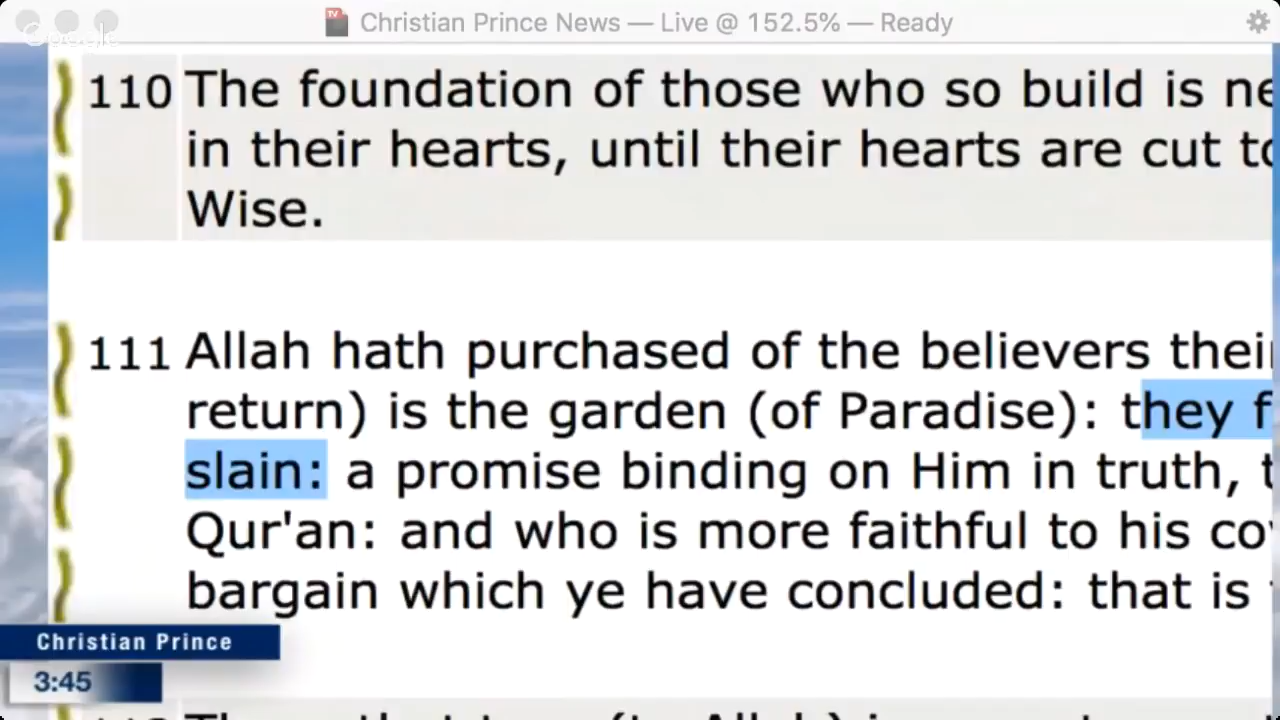 Christian Prince News — Live @ 152.5% — Ready
Google
110 The foundation of those who so build is
in their hearts, until their hearts are cut
Wise.
111 Allah hath purchased of the believers
return) is the garden (of Paradise): they
slain: a promise binding on Him in truth,
Qur'an: and who is more faithful to his
bargain which ye have concluded: that is
Christian Prince
3:45